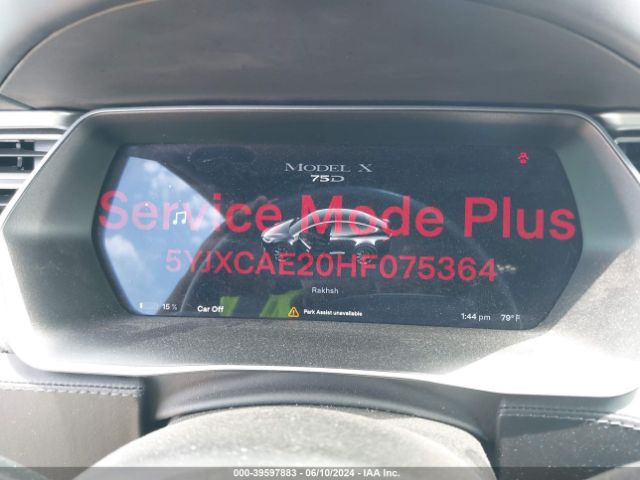 MODEL X
75D
Service Mode Plus
5YJXCAE20HF075364
Rakhsh
15 %
Car Off
Park Assist unavailable
1:44 pm
79° F
000-39597883 - 06/10/2024 - IAA Inc.